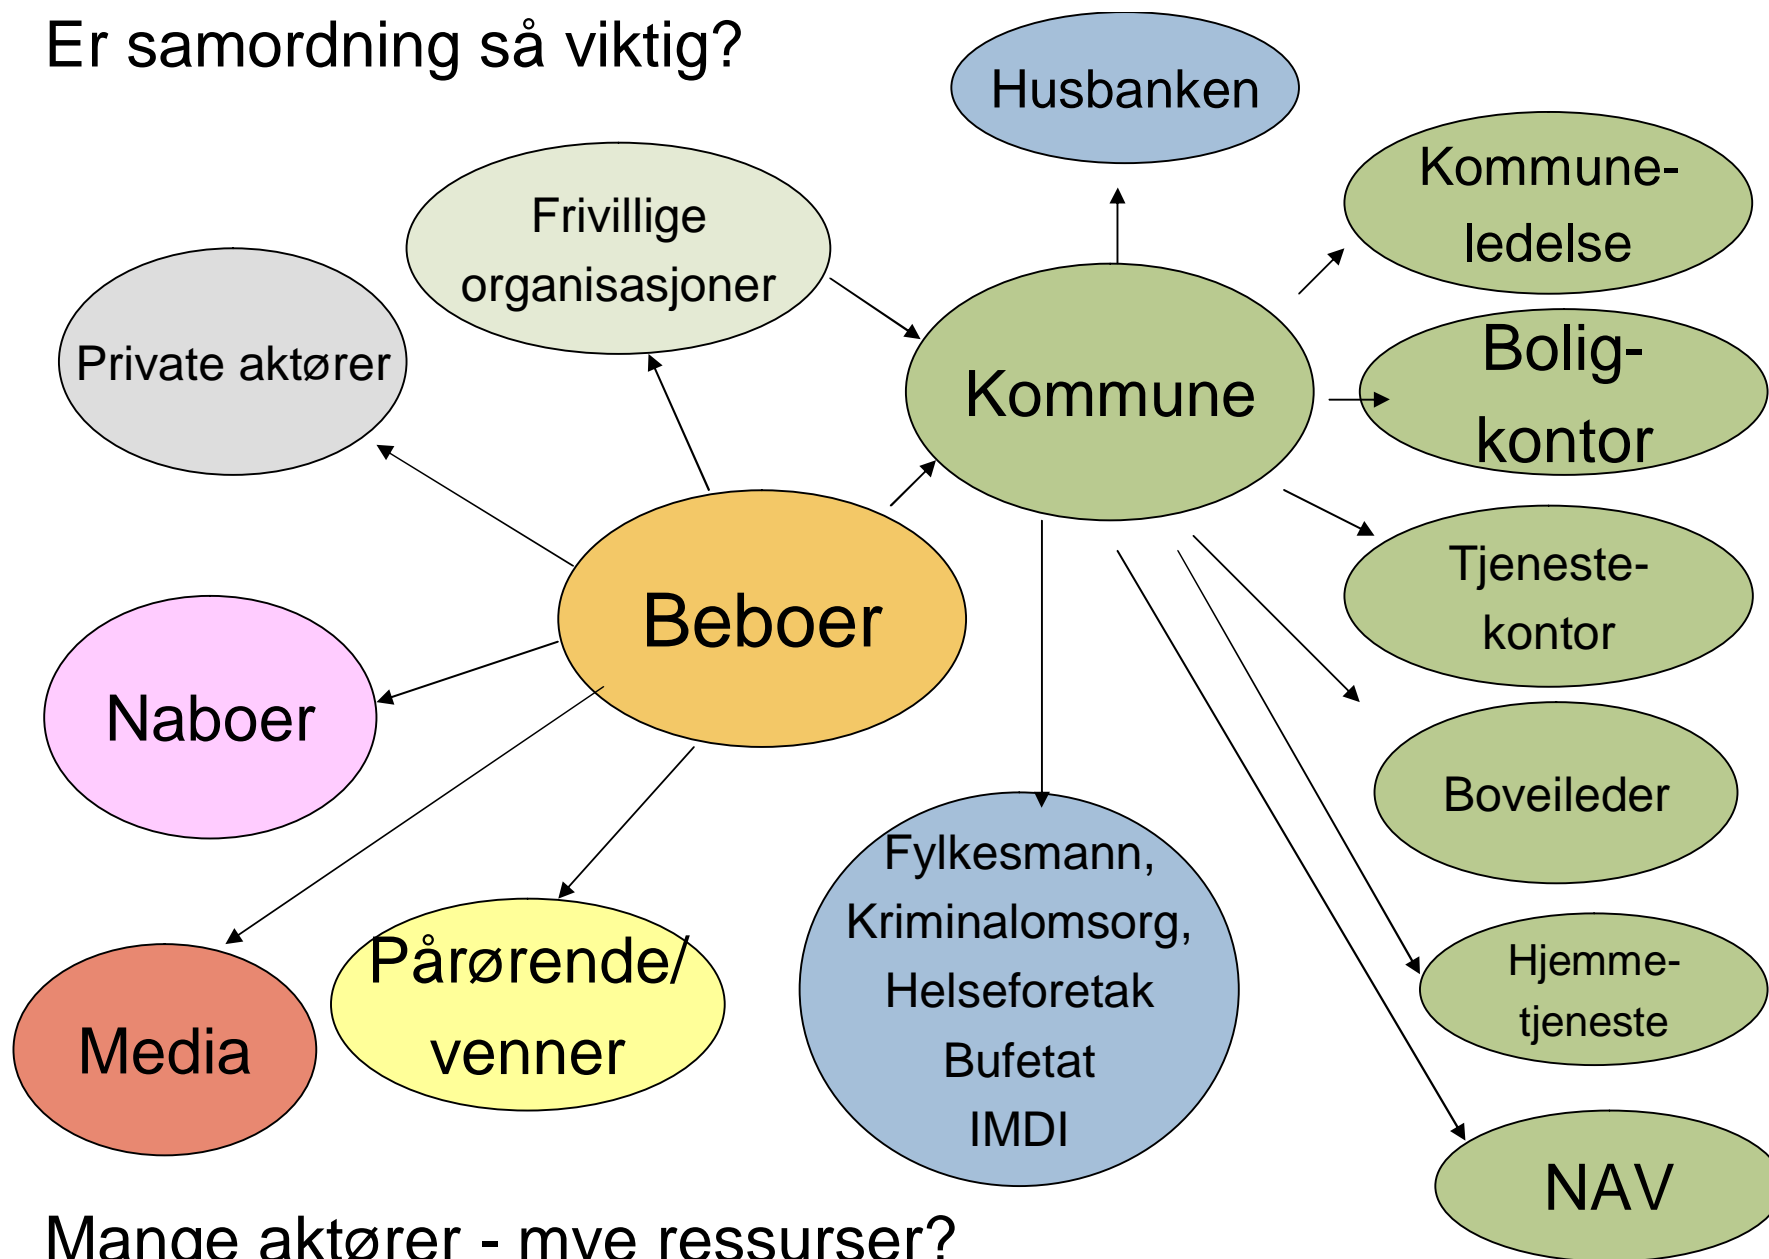 Er samordning så viktig?
Husbanken
Kommune-
ledelse
Frivillige
organisasjoner
Private aktører
Kommune
Bolig-
kontor
Tjeneste-
kontor
Beboer
Naboer
Boveileder
Fylkesmann,
Kriminalomsorg,
Helseforetak
Bufetat
IMDI
Pårørende/
venner
Media
Hjemme-
tjeneste
NAV
Mange aktører - mye ressurser?